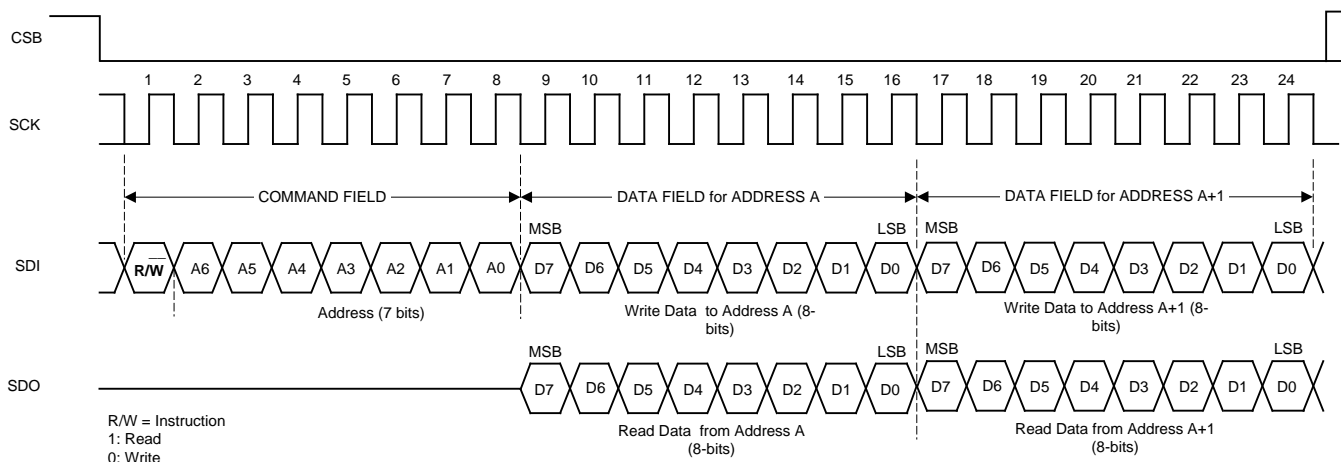 CSB
1 2 3 4 5 6 7 8 9 10 11 12 13 14 15 16 17 18 19 20 21 22 23 24
SCK
COMMAND FIELD DATA FIELD for ADDRESS A DATA FIELD for ADDRESS A+1
MSB LSB MSB LSB
SDI R/W A6 A5 A4 A3 A2 A1 A0 D7 D6 D5 D4 D3 D2 D1 D0 D7 D6 D5 D4 D3 D2 D1 D0
Address (7 bits) Write Data to Address A (8- Write Data to Address A+1 (8-
bits) bits)
MSB LSB MSB LSB
SDO D7 D6 D5 D4 D3 D2 D1 D0 D7 D6 D5 D4 D3 D2 D1 D0
R/W = Instruction
Read Data from Address A Read Data from Address A+1
1: Read
(8-bits) (8-bits)
0: Write